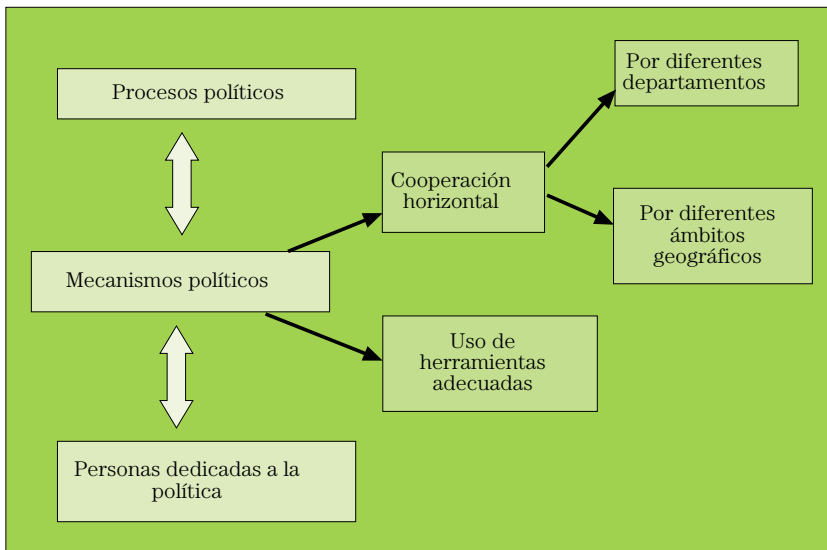 Procesos políticos
Mecanismos políticos
Personas dedicadas a la
política
Cooperación
horizontal
Uso de
herramientas
adecuadas
Por diferentes
departamentos
Por diferentes
ámbitos
geográficos